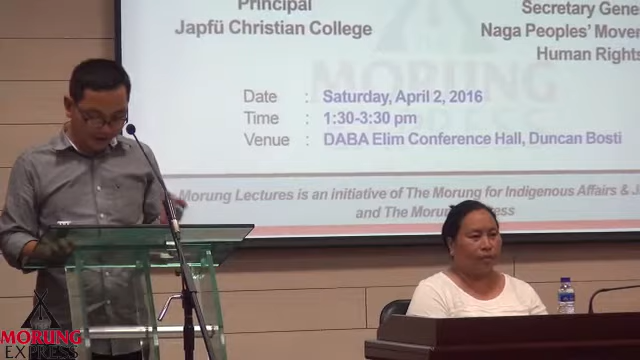 Principal
Japfü Christian College
Secretary Gene
Naga Peoples' Movem
Human Rights
MORUNG
EXPRESS
Date : Saturday, April 2, 2016
Time : 1:30-3:30 pm
Venue : DABA Elim Conference Hall, Duncan Bosti
Morung Lectures is an initiative of The Morung for Indigenous Affairs & J
and The Moru ess
MORUNG
EXPRESS